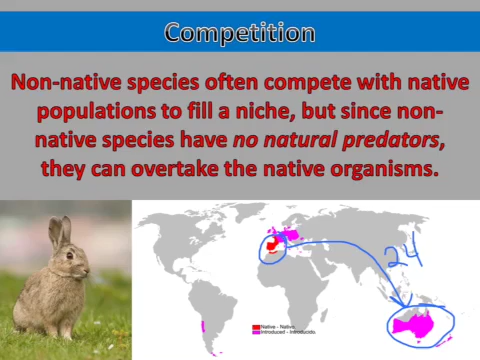 Competition
Non-native species often compete with native
populations to fill a niche, but since non-
native species have no natural predators,
they can overtake the native organisms.
24
Native - Nativo
Introduced - Introducido.